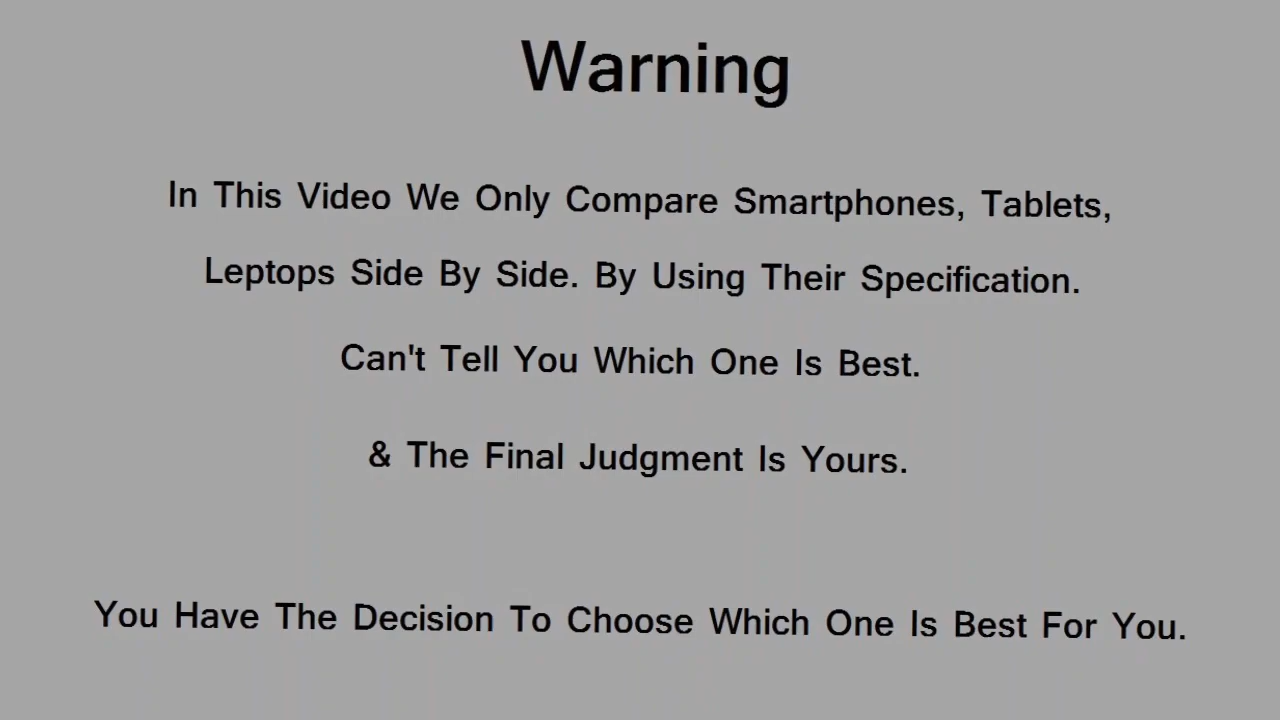 Warning
In This Video We Only Compare Smartphones, Tablets,
Leptops Side By Side. By Using Their Specification.
Can't Tell You Which One Is Best.
& The Final Judgment Is Yours.
You Have The Decision To Choose Which One Is Best For You.